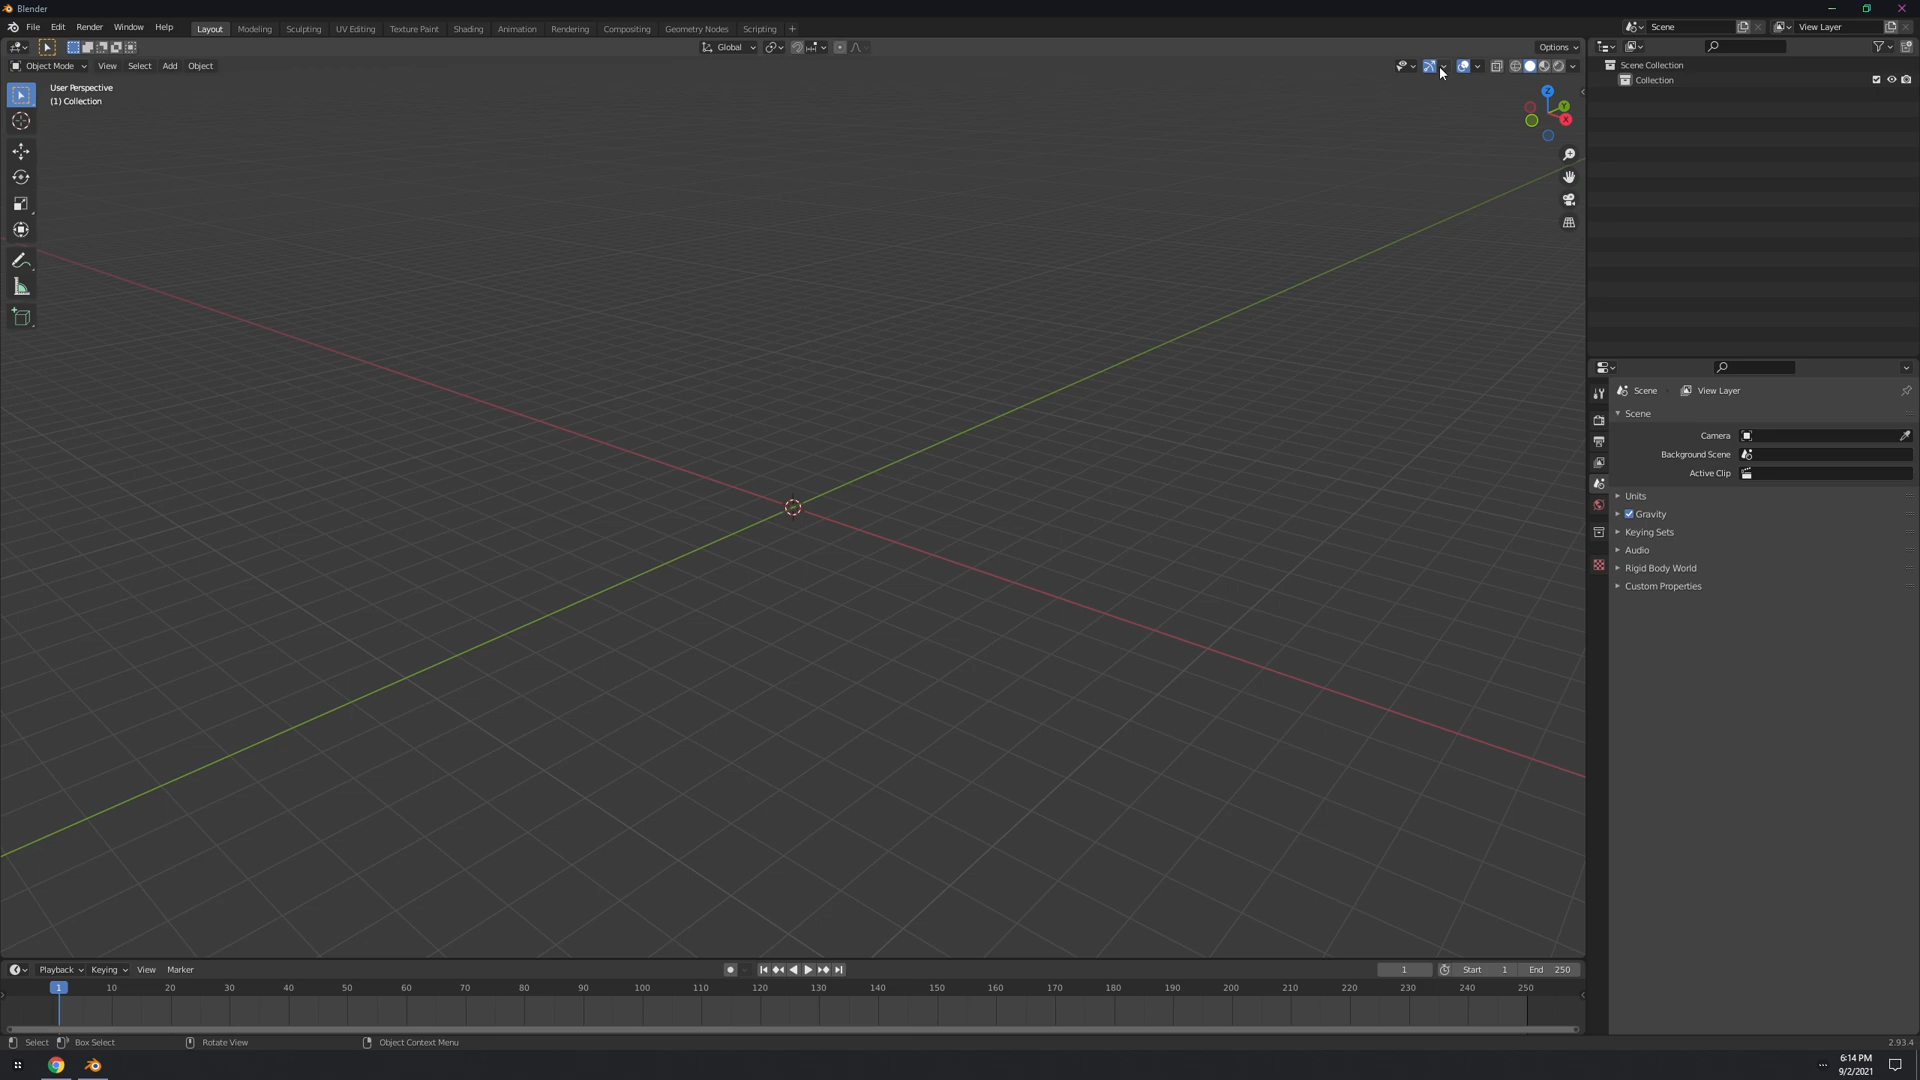 Blender
File Edit Render Window Help Layout Modeling Sculpting UV Editing Texture Paint Shading Animation Rendering Compositing Geometry Nodes Scripting + Scene View Layer
Global Options
Object Mode View Select Add Object
User Perspective
(1) Collection
Z
Y
X
Scene Collection
Collection
Scene View Layer
Scene
Camera
Background Scene
Active Clip
Units
Gravity
Keying Sets
Audio
Rigid Body World
Custom Properties
Playback Keying View Marker 1 Start 1 End 250
1 10 20 30 40 50 60 70 80 90 100 110 120 130 140 150 160 170 180 190 200 210 220 230 240 250
Select Box Select Rotate View Object Context Menu 2.93.4
6:14 PM
9/2/2021